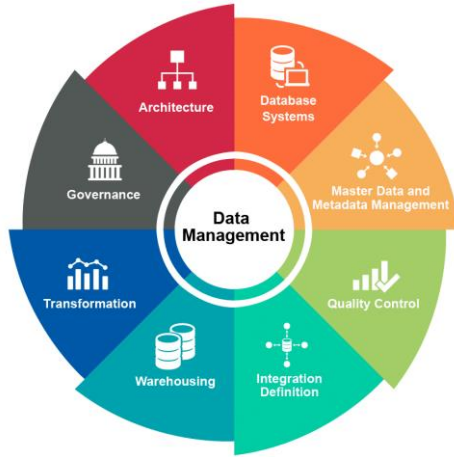 Data
Management
Architecture
Database
Systems
Master Data and
Metadata Management
Quality Control
Integration
Definition
Warehousing
Transformation
Governance